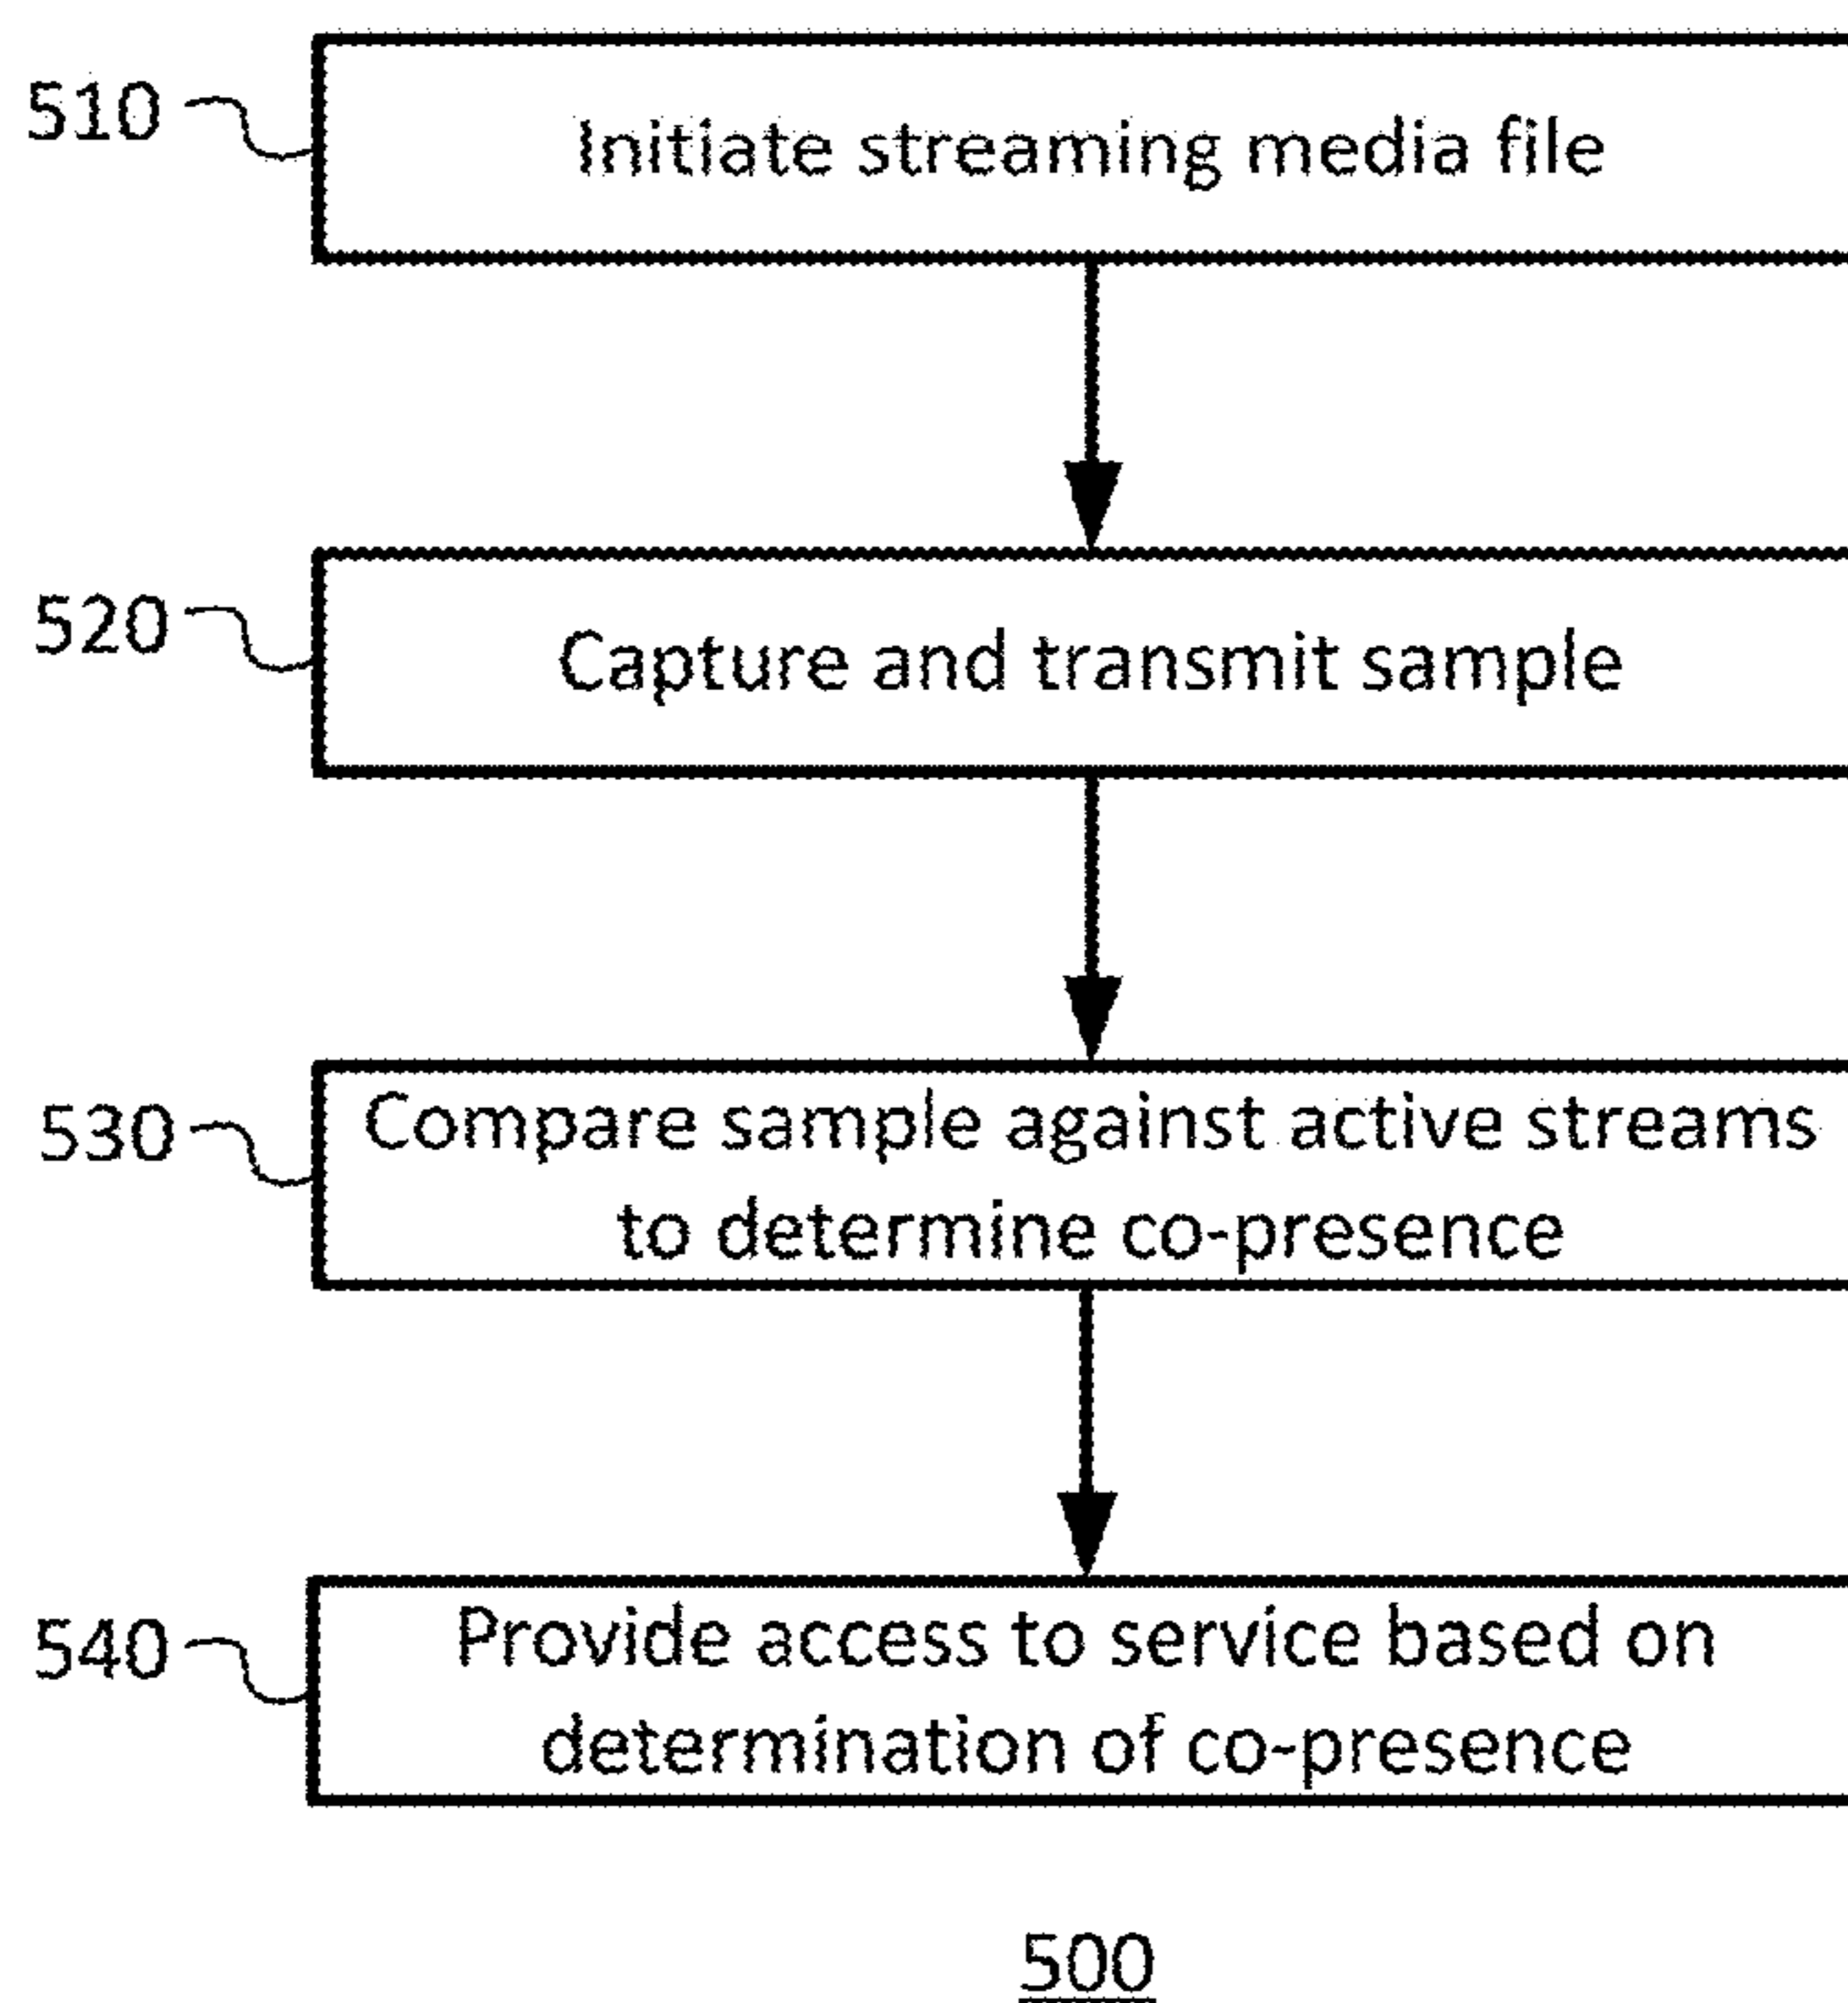 510
Initiate streaming media file
520
Capture and transmit sample
530
Compare sample against active streams
to determine co-presence
540
Provide access to service based on
determination of co-presence
500